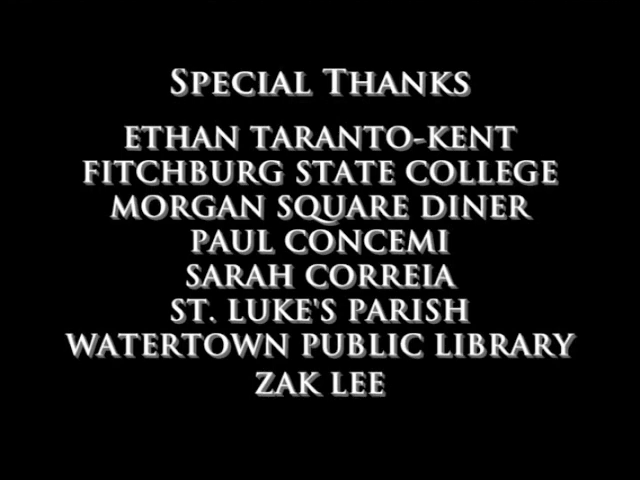 SPECIAL THANKS
ETHAN TARANTO-KENT
FITCHBURG STATE COLLEGE
MORGAN SQUARE DINER
PAUL CONCEMI
SARAH CORREIA
ST. LUKE'S PARISH
WATERTOWN PUBLIC LIBRARY
ZAK LEE